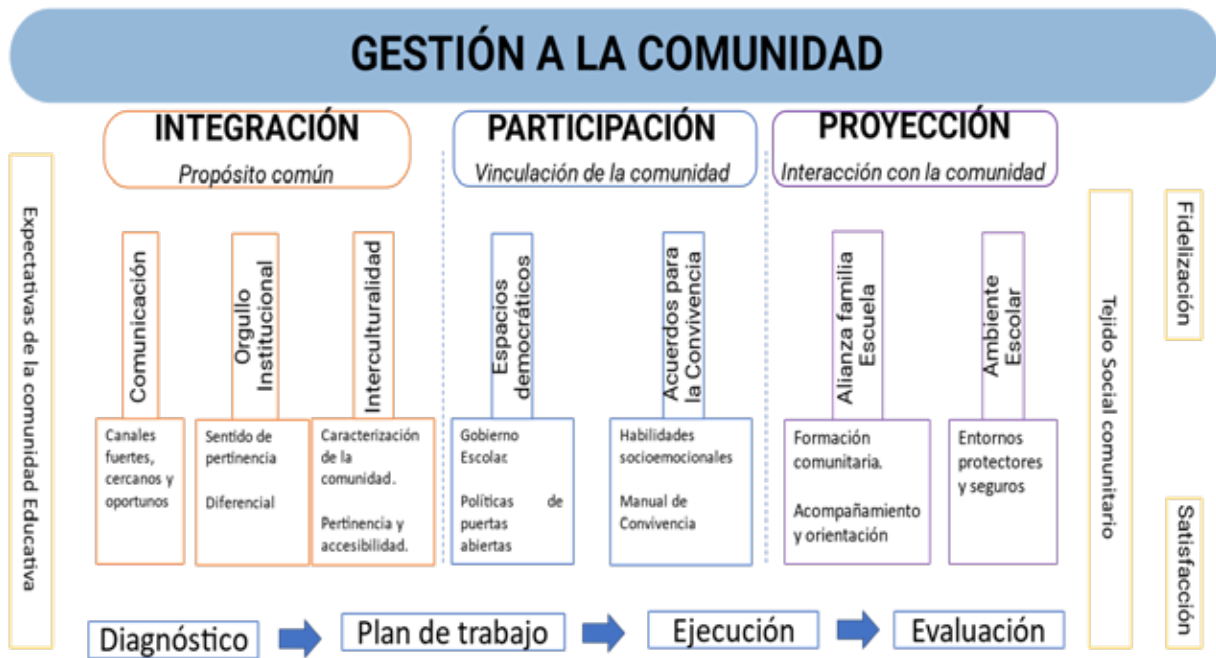 GESTIÓN A LA COMUNIDAD
INTEGRACIÓN
Propósito común
PARTICIPACIÓN
Vinculación de la comunidad
PROYECCIÓN
Interacción con la comunidad
Expectativas de la comunidad Educativa
Comunicación
Orgullo
Institucional
Interculturalidad
Espacios
democráticos
Acuerdos para
la Convivencia
Alianza familia
Escuela
Ambiente
Escolar
Canales
fuertes,
cercanos y
oportunos
Sentido de
pertinencia
Diferencial
Caracterización
de la
comunidad.
Pertinencia y
accesibilidad.
Gobierno
Escolar.
Políticas de
puertas
abiertas
Habilidades
socioemocionales
Manual de
Convivencia
Formación
comunitaria.
Acompañamiento
y orientación
Entornos
protectores
y seguros
Tejido Social comunitario
Fidelización
Satisfacción
Diagnóstico
Plan de trabajo
Ejecución
Evaluación